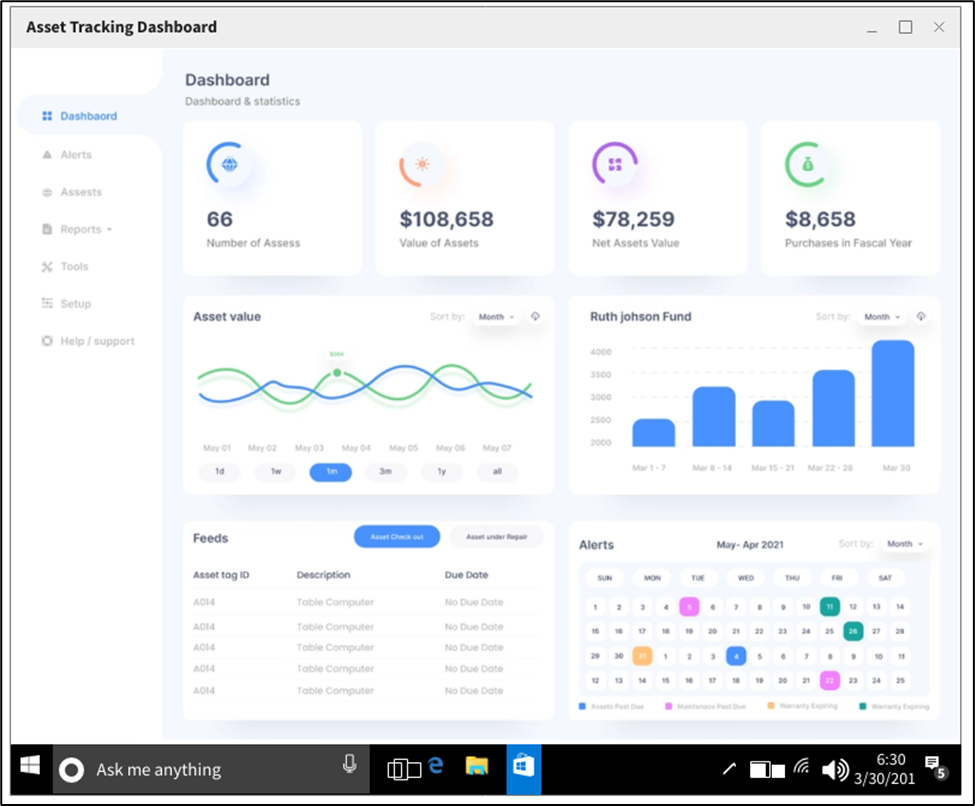 Asset Tracking Dashboard
Dashboard
Dashboard & statistics
Dashbaord
Alerts
Assests
Reports
Tools
Setup
Help / support
66
Number of Assess
$108,658
Value of Assets
$78,259
Net Assets Value
$8,658
Purchases in Fascal Year
Asset value
Sort by: Month
May 01 May 02 May 03 May 04 May 05 May 06 May 07
1d 1w 1m 3m 1y all
Ruth johson Fund
Sort by: Month
4000
3500
3000
2500
2000
Mar 1 - 7 Mar 8 - 14 Mar 15 - 21 Mar 22 - 28 Mar 30
Feeds
Asset Check out Asset under Repair
Asset tag ID Description Due Date
A014 Table Computer No Due Date
A014 Table Computer No Due Date
A014 Table Computer No Due Date
A014 Table Computer No Due Date
A014 Table Computer No Due Date
Alerts May- Apr 2021 Sort by: Month
SUN MON TUE WED THU FRI SAT
1 2 3 4 5 6 7 8 9 10 11 12 13 14
15 16 17 18 19 20 21 22 23 24 25 26 27 28
29 30 31 1 2 3 4 5 6 7 8 9 10 11
12 13 14 15 16 17 18 19 20 21 22 23 24 25
Assets Past Due Maintenace Past Due Warranty Expiring Warranty Expiring
Ask me anything
6:30
3/30/201
5